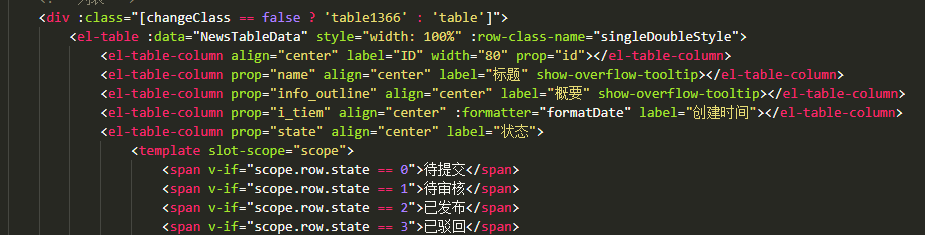 <div :class="[changeClass == false ? 'table1366' : 'table']">
<el-table :data="NewsTableData" style="width: 100%" :row-class-name="singleDoubleStyle">
<el-table-column align="center" label="ID" width="80" prop="id"></el-table-column>
<el-table-column prop="name" align="center" label="标题" show-overflow-tooltip></el-table-column>
<el-table-column prop="info_outline" align="center" label="概要" show-overflow-tooltip></el-table-column>
<el-table-column prop="i_tiem" align="center" :formatter="formatDate" label="创建时间"></el-table-column>
<el-table-column prop="state" align="center" label="状态">
<template slot-scope="scope">
<span v-if="scope.row.state == 0">待提交</span>
<span v-if="scope.row.state == 1">待审核</span>
<span v-if="scope.row.state == 2">已发布</span>
<span v-if="scope.row.state == 3">已驳回</span>